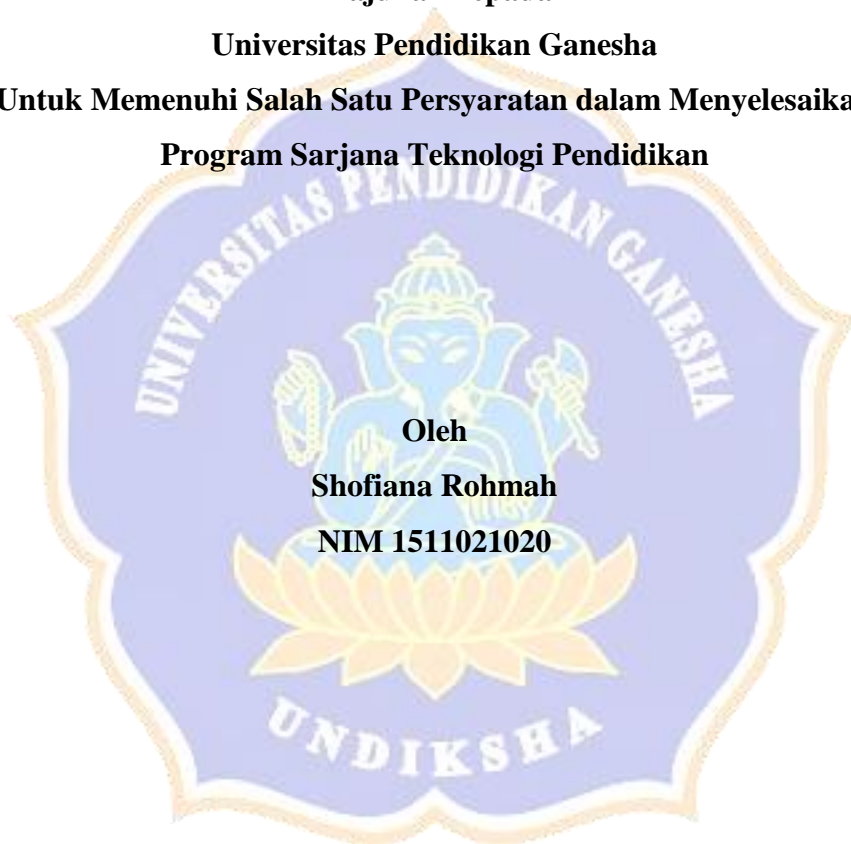 Universitas Pendidikan Ganesha
Untuk Memenuhi Salah Satu Persyaratan dalam
Program Sarjana Teknologi Pendidikan
UNIVERSITAS PENDIDIKAN GANESHA
Oleh
Shofiana Rohmah
NIM 1511021020
UNDIKSHA